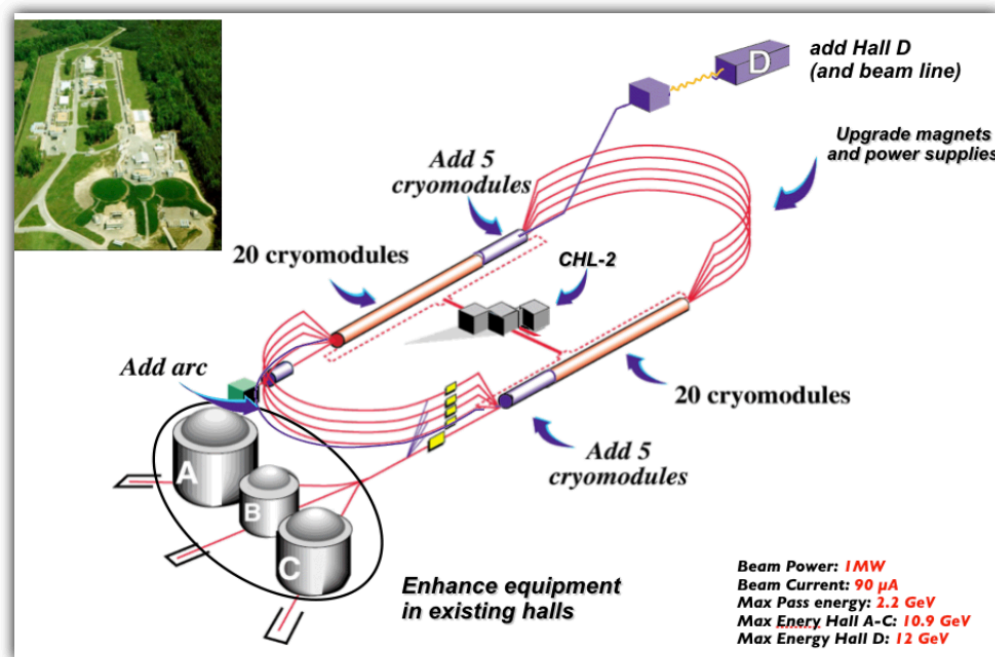 D
add Hall D
(and beam line)
Upgrade magnets
and power supplies
Add 5
cryomodules
20 cryomodules
CHL-2
Add arc
20 cryomodules
Add 5
cryomodules
A
B
C
Enhance equipment
in existing halls
Beam Power: 1MW
Beam Current: 90 µA
Max Pass energy: 2.2 GeV
Max Enery Hall A-C: 10.9 GeV
Max Energy Hall D: 12 GeV